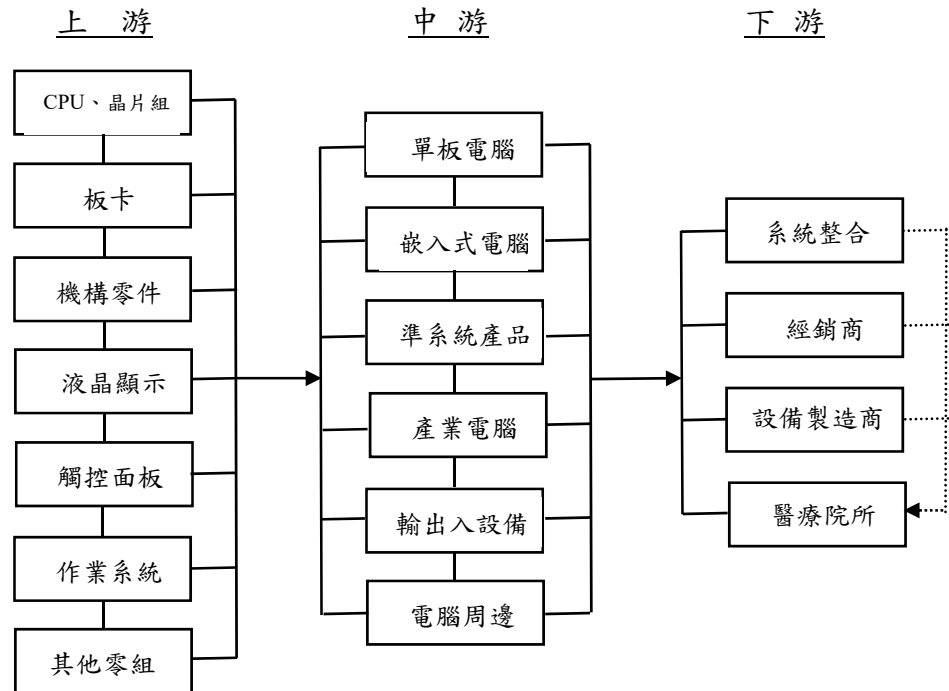 上 游
中 游
下 游
CPU、晶片組
板卡
機構零件
液晶顯示
觸控面板
作業系統
其他零組
單板電腦
嵌入式電腦
準系統產品
產業電腦
輸出入設備
電腦周邊
系統整合
經銷商
設備製造商
醫療院所